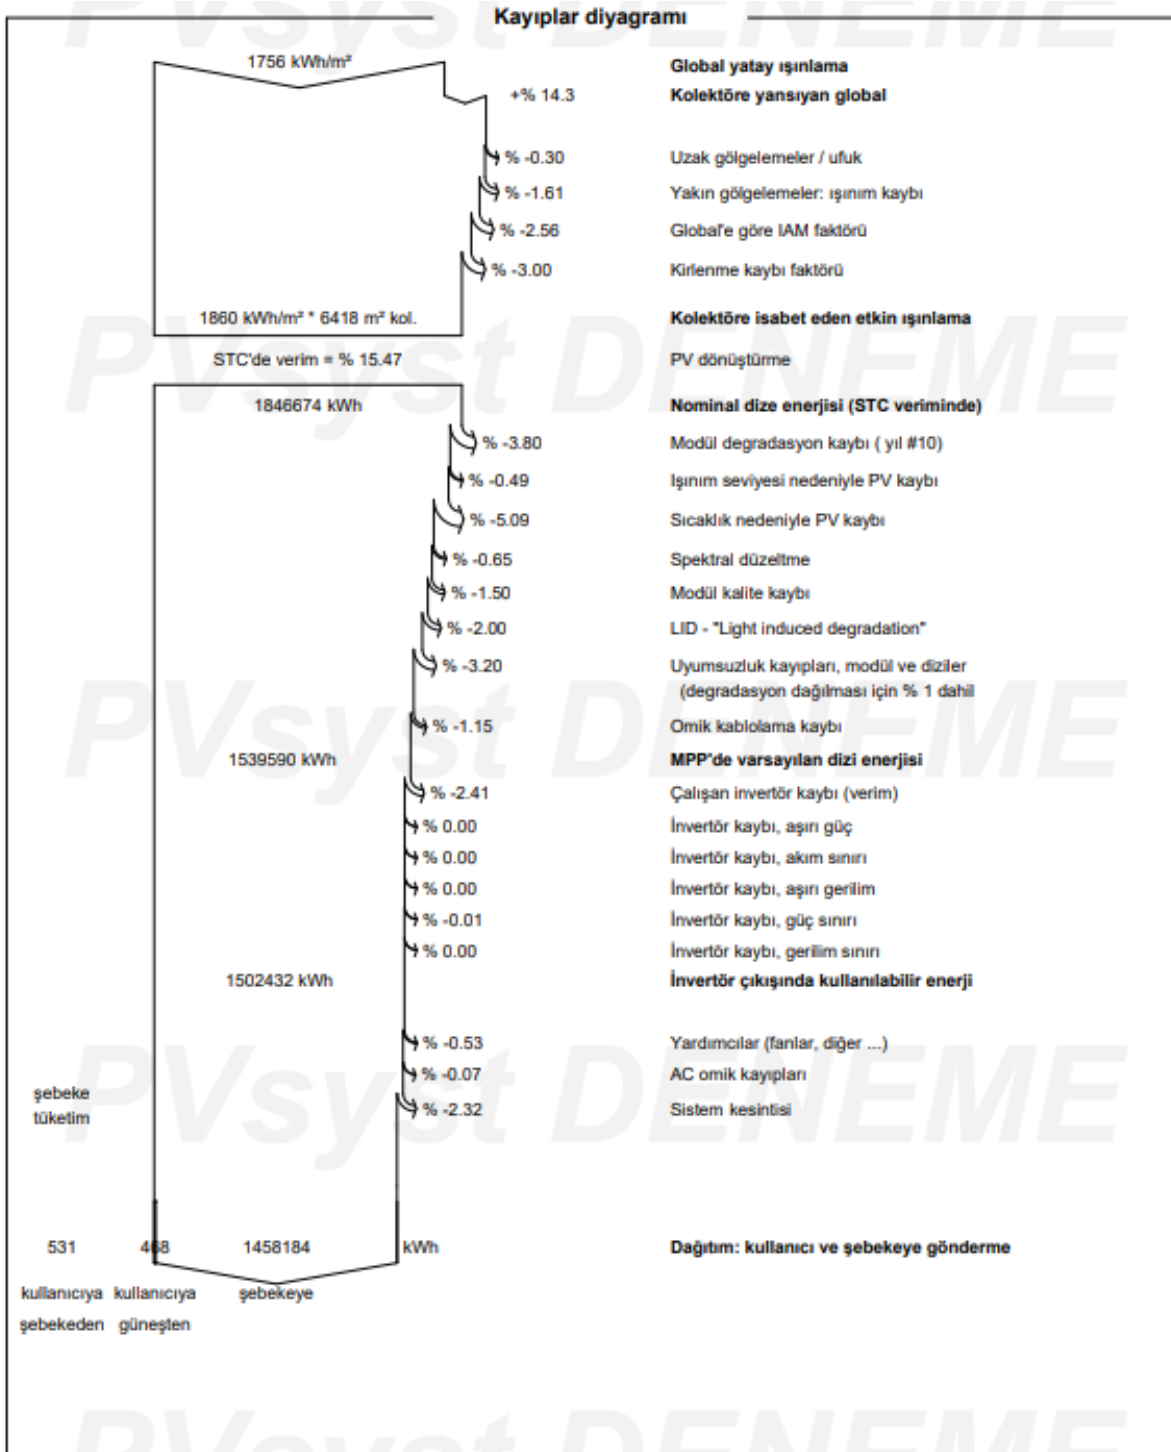 Kayıplar diyagramı
1756 kWh/m² Global yatay ışınlama
+% 14.3 Kolektöre yansıyan global
% -0.30 Uzak gölgelemeler / ufuk
% -1.61 Yakın gölgelemeler: ışınım kaybı
% -2.56 Global'e göre IAM faktörü
% -3.00 Kirlenme kaybı faktörü
1860 kWh/m² * 6418 m² kol. Kolektöre isabet eden etkin ışınlama
STC'de verim = % 15.47 PV dönüştürme
1846674 kWh Nominal dize enerjisi (STC veriminde)
% -3.80 Modül degradasyon kaybı ( yıl #10)
% -0.49 Işınım seviyesi nedeniyle PV kaybı
% -5.09 Sıcaklık nedeniyle PV kaybı
% -0.65 Spektral düzeltme
% -1.50 Modül kalite kaybı
% -2.00 LID - "Light induced degradation"
% -3.20 Uyumsuzluk kayıpları, modül ve diziler
(degradasyon dağılması için % 1 dahil
% -1.15 Omik kablolama kaybı
1539590 kWh MPP'de varsayılan dizi enerjisi
% -2.41 Çalışan invertör kaybı (verim)
% 0.00 İnvertör kaybı, aşırı güç
% 0.00 İnvertör kaybı, akım sınırı
% 0.00 İnvertör kaybı, aşırı gerilim
% -0.01 İnvertör kaybı, güç sınırı
% 0.00 İnvertör kaybı, gerilim sınırı
1502432 kWh İnvertör çıkışında kullanılabilir enerji
% -0.53 Yardımcılar (fanlar, diğer ...)
% -0.07 AC omik kayıpları
şebeke
tüketim
% -2.32 Sistem kesintisi
531 468 1458184 kWh Dağıtım: kullanıcı ve şebekeye gönderme
kullanıcıya kullanıcıya şebekeye
şebekeden güneşten
PVsyst DENEME
PVsyst DENEME
PVsyst DENEME
PVsyst DENEME
PVsyst DENEME